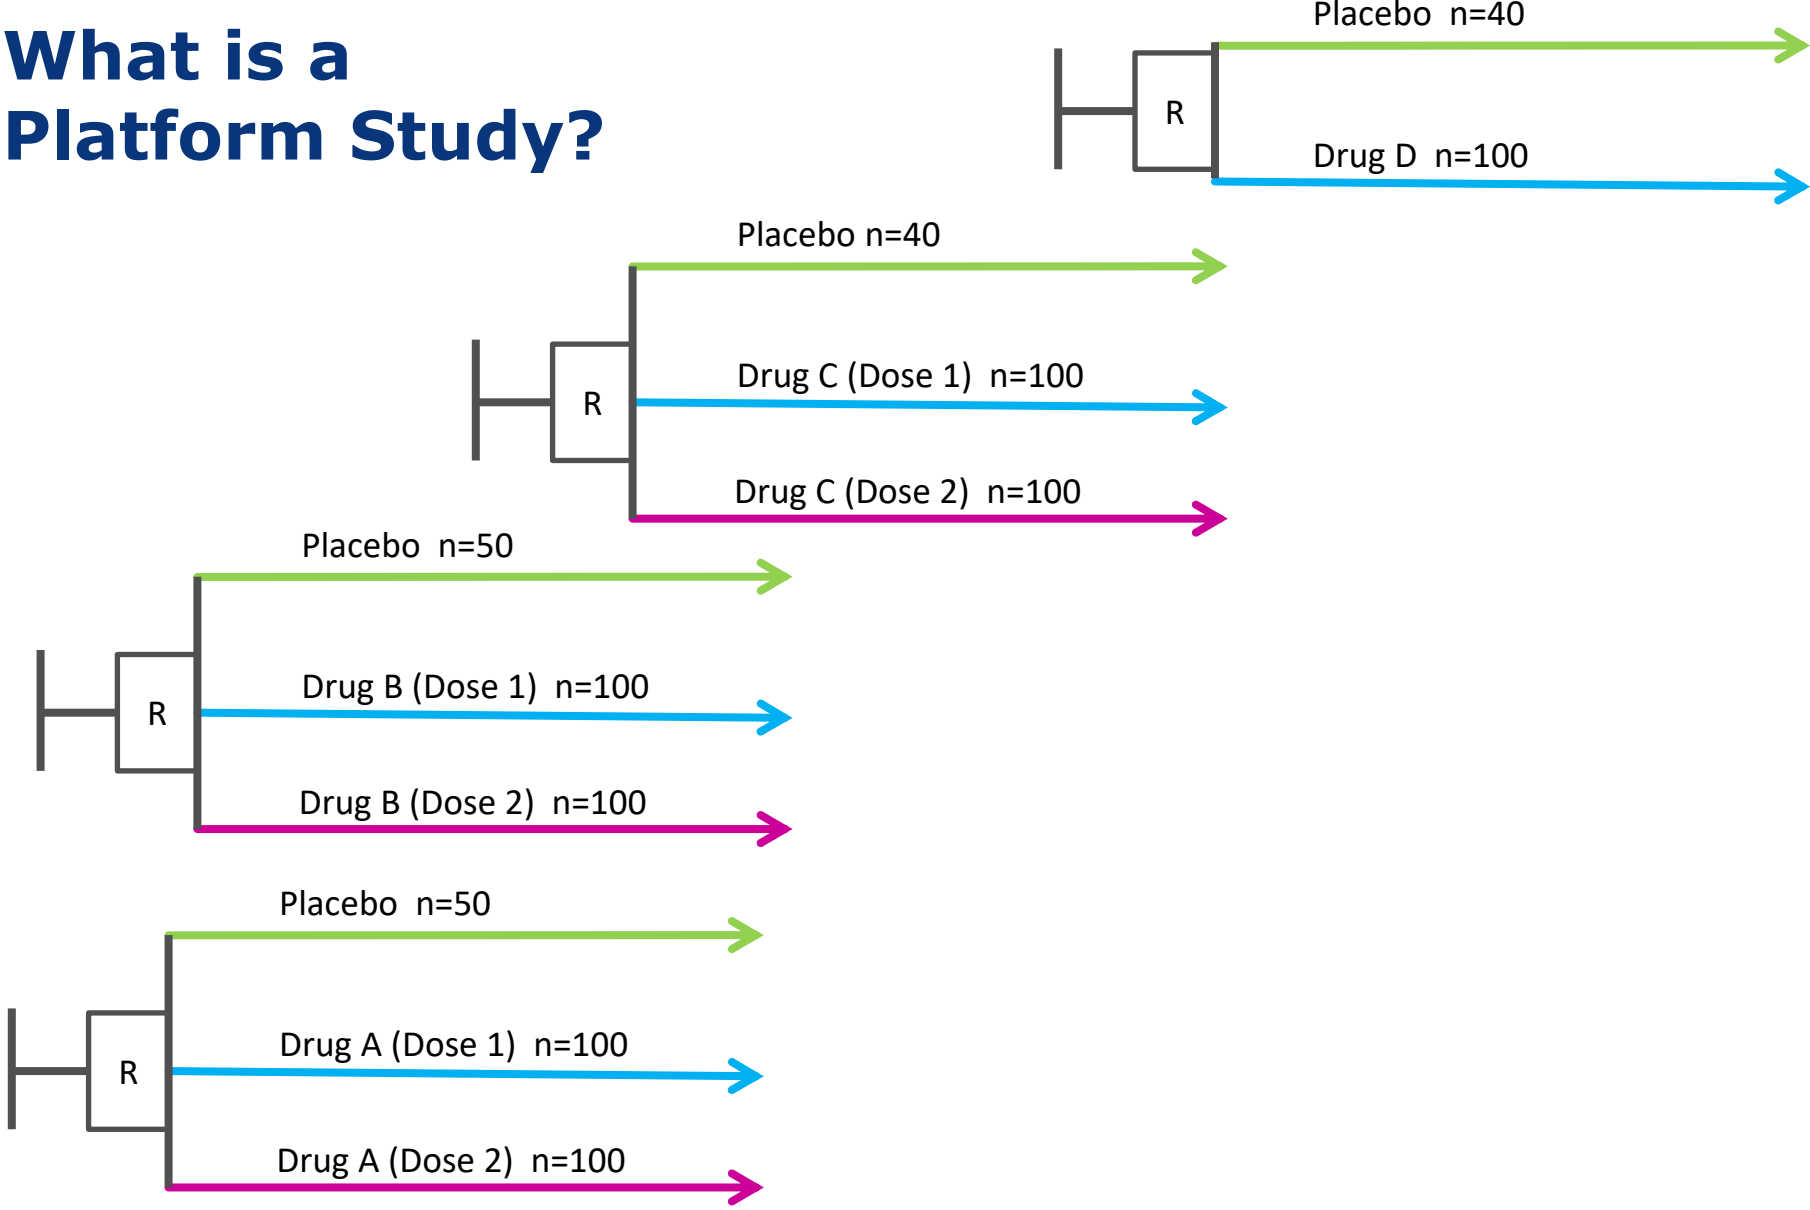 What is a
Platform Study?
Placebo n=40
R
Drug D n=100
Placebo n=40
Drug C (Dose 1) n=100
R
Drug C (Dose 2) n=100
Placebo n=50
Drug B (Dose 1) n=100
R
Drug B (Dose 2) n=100
Placebo n=50
Drug A (Dose 1) n=100
R
Drug A (Dose 2) n=100